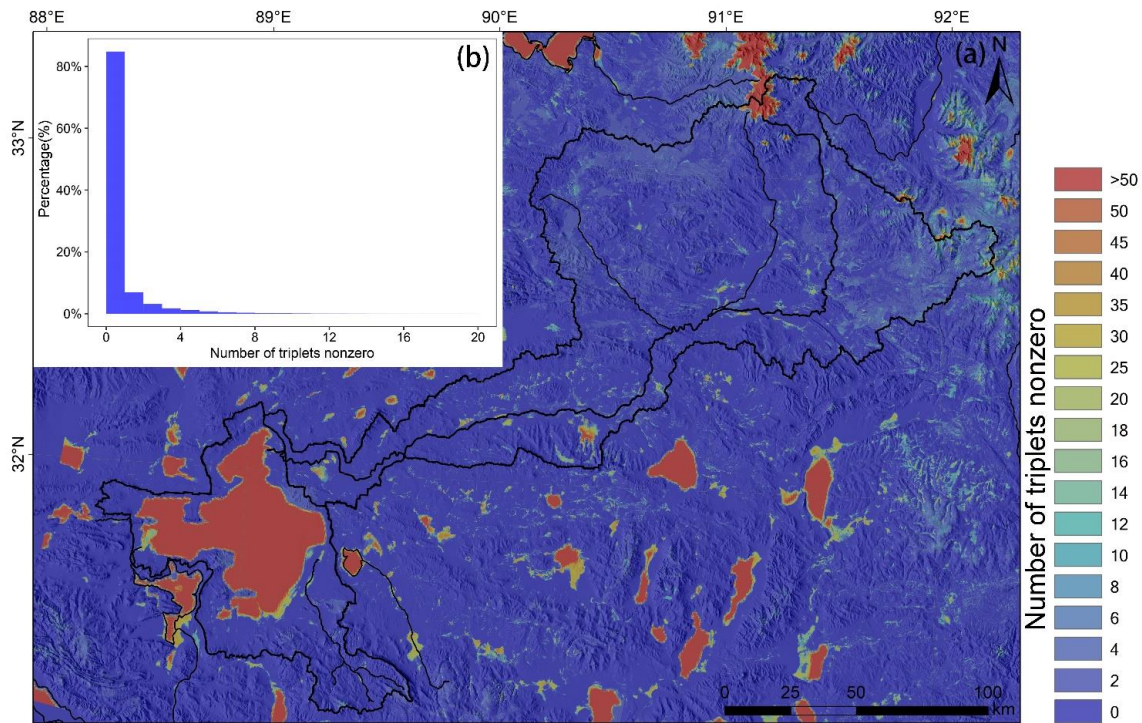 88°E 89°E 90°E 91°E 92°E
(b)
(a)
N
80%
60%
40%
20%
0%
Percentage(%)
0 4 8 12 16 20
Number of triplets nonzero
33°N
32°N
0 25 50 100
km
Number of triplets nonzero
>50
50
45
40
35
30
25
20
18
16
14
12
10
8
6
4
2
0